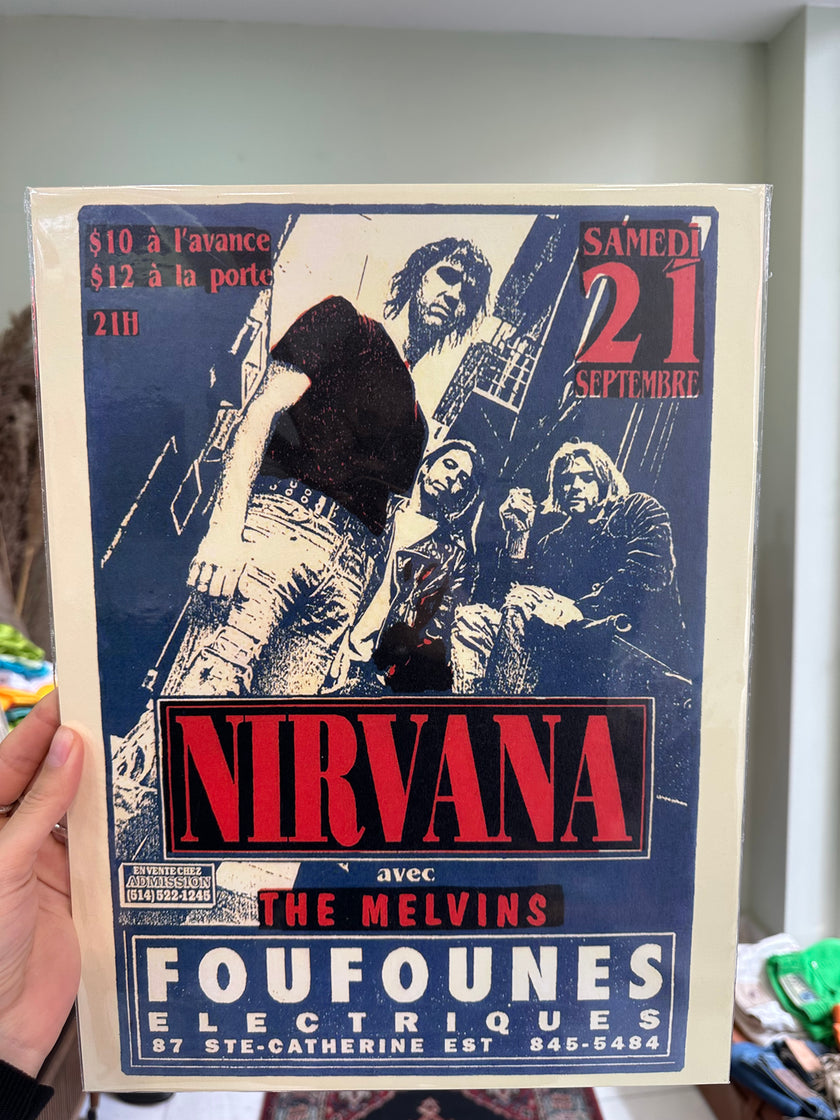 $10 à l'avance
$12 à la porte
21H
SAMEDI
21
SEPTEMBRE
NIRVANA
avec
EN VENTE CHEZ
ADMISSION
(514) 522-1245
THE MELVINS
FOUFOUNES
ELECTRIQUES
87 STE-CATHERINE EST 845-5484